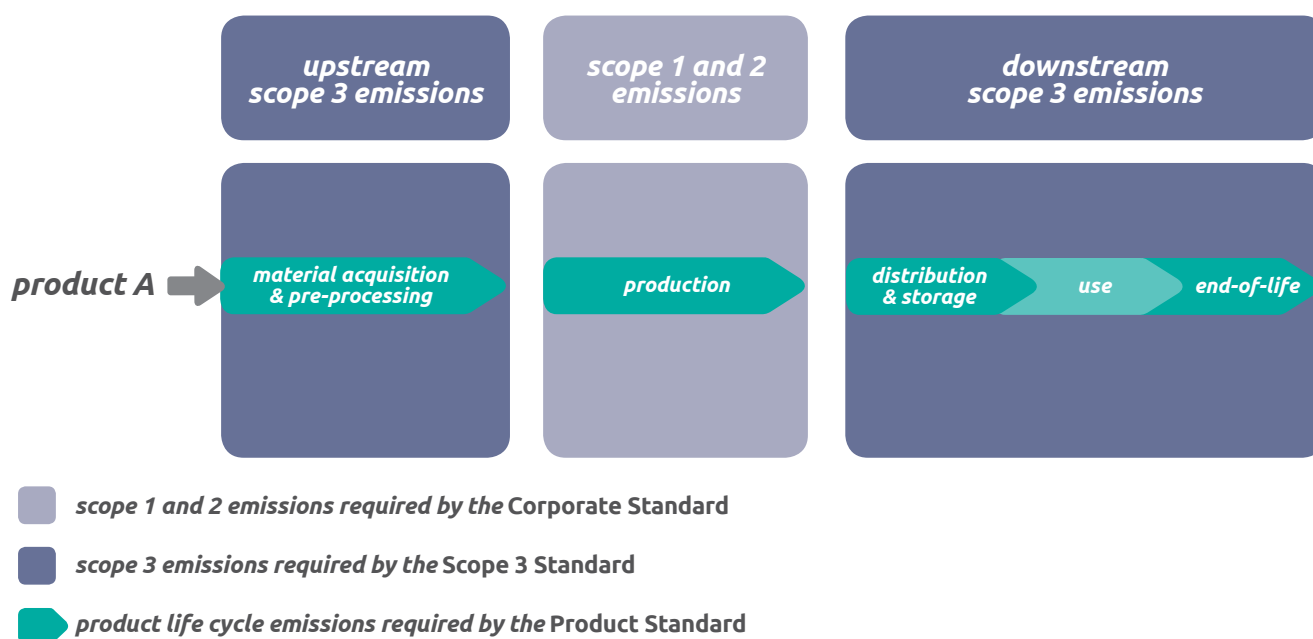 upstream
scope 3 emissions
scope 1 and 2
emissions
downstream
scope 3 emissions
product A
material acquisition
& pre-processing
production
distribution
& storage
use
end-of-life
scope 1 and 2 emissions required by the Corporate Standard
scope 3 emissions required by the Scope 3 Standard
product life cycle emissions required by the Product Standard